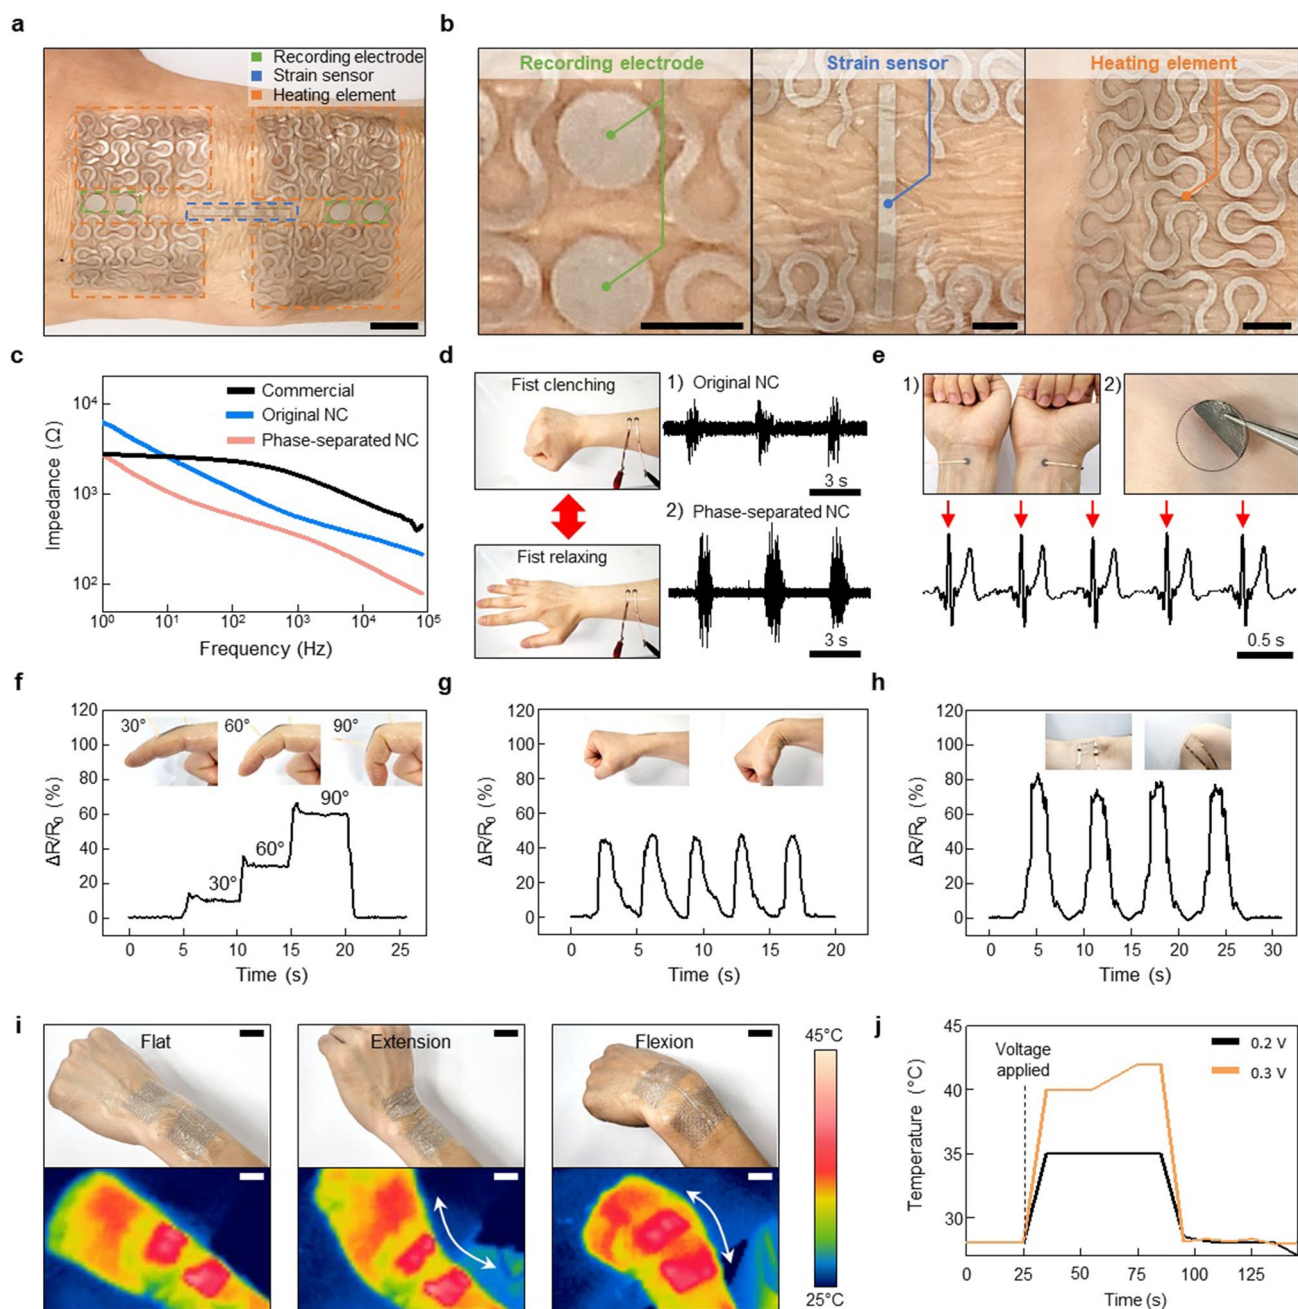 a
Recording electrode
Strain sensor
Heating element
b
Recording electrode
Strain sensor
Heating element
c
Impedance (Ω)
10⁴
10³
10²
Commercial
Original NC
Phase-separated NC
10⁰ 10¹ 10² 10³ 10⁴ 10⁵
Frequency (Hz)
d
Fist clenching
Fist relaxing
1) Original NC
3 s
2) Phase-separated NC
3 s
e
1)
2)
0.5 s
f
ΔR/R₀ (%)
120
100
80
60
40
20
0
30° 60° 90°
90°
60°
30°
0 5 10 15 20 25
Time (s)
g
ΔR/R₀ (%)
120
100
80
60
40
20
0
0 5 10 15 20
Time (s)
h
ΔR/R₀ (%)
120
100
80
60
40
20
0
0 5 10 15 20 25 30
Time (s)
i
Flat
Extension
Flexion
45°C
25°C
j
Temperature (°C)
45
40
35
30
Voltage
applied
0.2 V
0.3 V
0 25 50 75 100 125
Time (s)